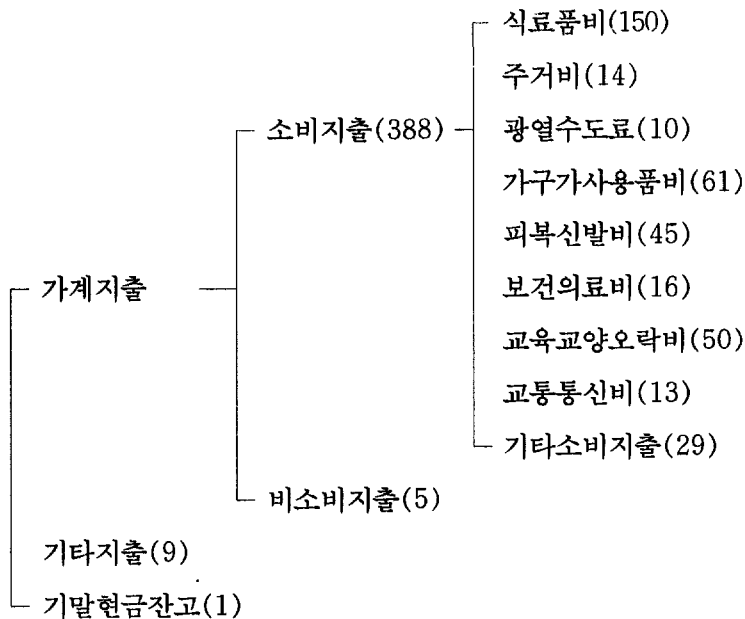 식료품비(150)
주거비(14)
소비지출(388)
광열수도료(10)
가구가사용품비(61)
피복신발비(45)
가계지출
보건의료비(16)
교육교양오락비(50)
교통통신비(13)
기타소비지출(29)
비소비지출(5)
기타지출(9)
기말현금잔고(1)